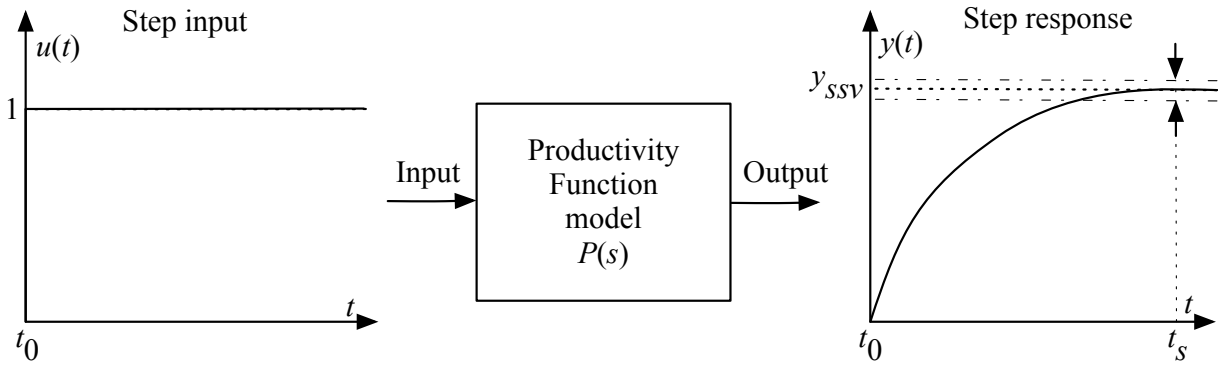 Step input
u(t)
1
t
t0
Input
Productivity
Function
model
P(s)
Output
Step response
y(t)
yssv
t
t0
ts